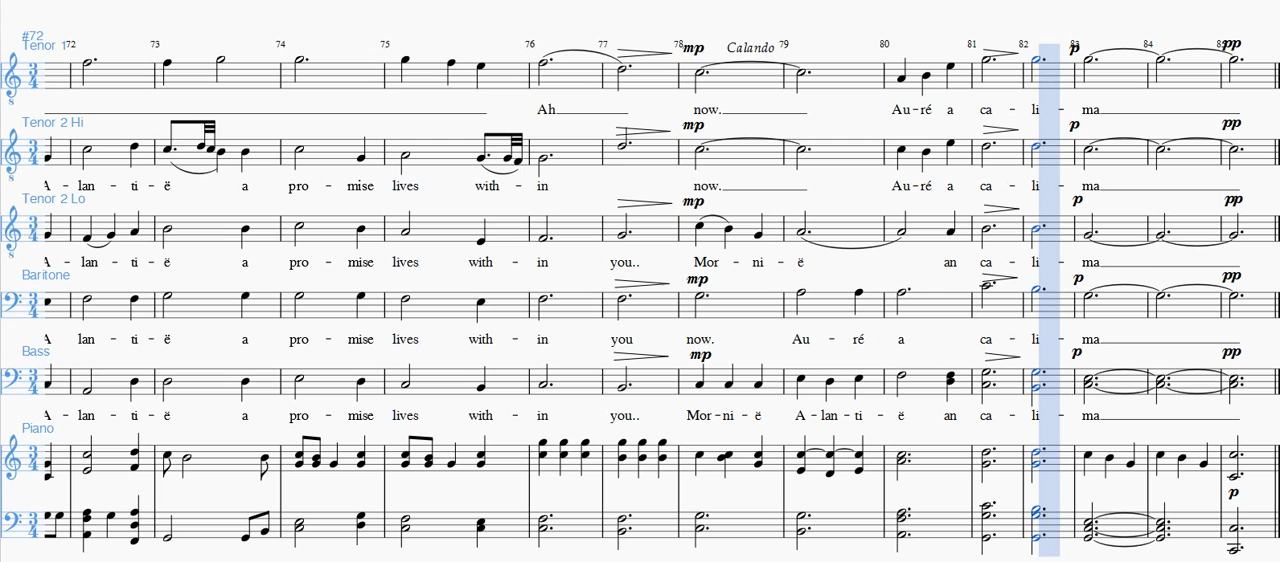 #72
Tenor 1
72 73 74 75 76 77 78 79 80 81 82 83 84 85
mp Calando p pp
Ah now. Au-ré a ca-li-ma
Tenor 2 Hi
mp p pp
A-lan-ti-ë a pro-mise lives with-in now. Au-ré a ca-li-ma
Tenor 2 Lo
mp p pp
A-lan-ti-ë a pro-mise lives with-in you.. Mor-ni-ë an ca-li-ma
Baritone
mp p pp
A-lan-ti-ë a pro-mise lives with-in you now. Au-ré a ca-li-ma
Bass
mp p pp
A-lan-ti-ë a pro-mise lives with-in you.. Mor-ni-ë A-lan-ti-ë an ca-li-ma
Piano
p